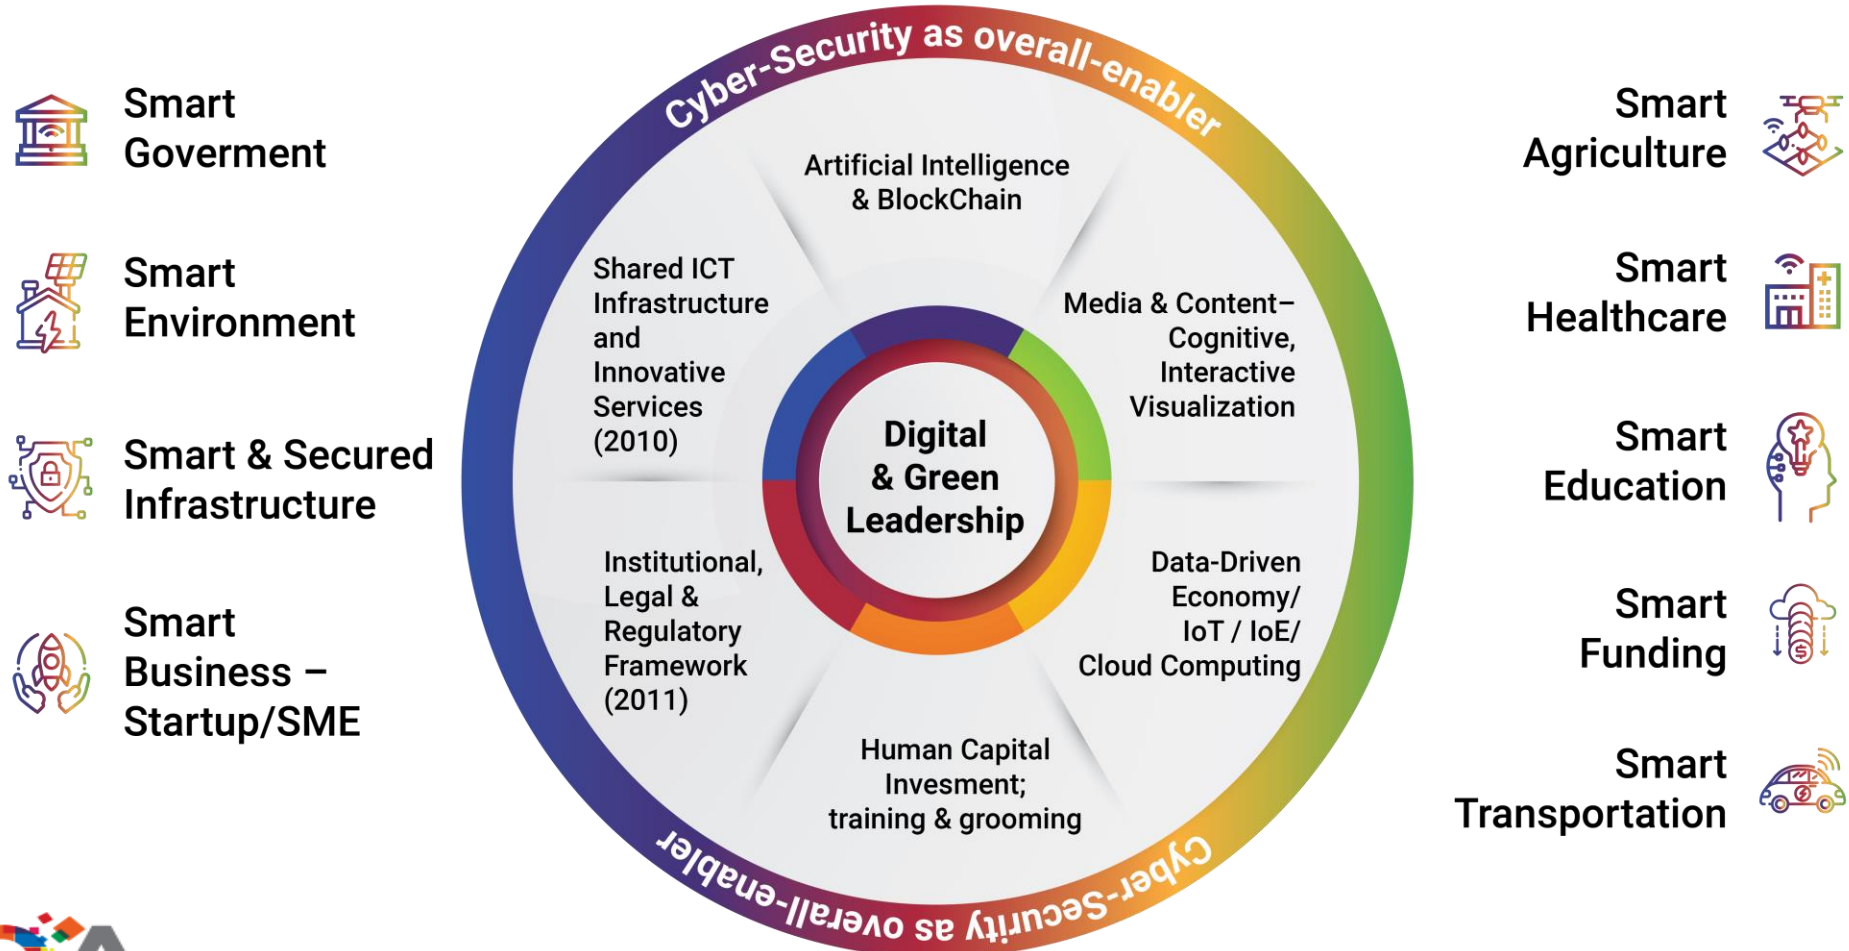 Smart
Goverment
Smart
Environment
Smart & Secured
Infrastructure
Smart
Business –
Startup/SME
Cyber-Security as overall-enabler
Artificial Intelligence
& BlockChain
Shared ICT
Infrastructure
and
Innovative
Services
(2010)
Media & Content–
Cognitive,
Interactive
Visualization
Digital
& Green
Leadership
Institutional,
Legal &
Regulatory
Framework
(2011)
Data-Driven
Economy/
IoT / IoE/
Cloud Computing
Human Capital
Invesment;
training & grooming
Cyber-Security as overall-enabler
Smart
Agriculture
Smart
Healthcare
Smart
Education
Smart
Funding
Smart
Transportation